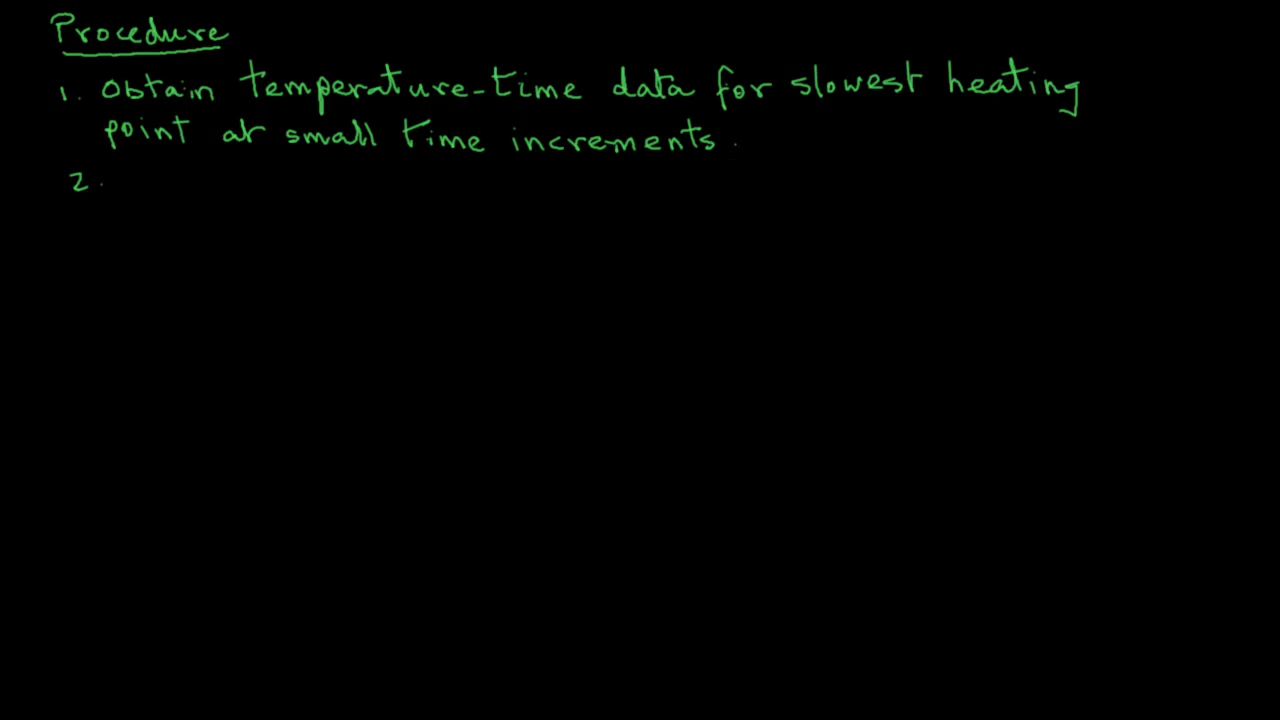 Procedure
1. Obtain temperature-time data for slowest heating
point at small time increments.
2.